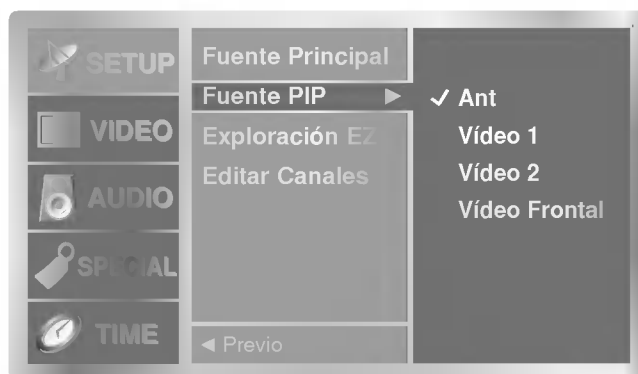 SETUP
VIDEO
AUDIO
SPECIAL
TIME
Fuente Principal
Fuente PIP ►
Exploración EZ
Editar Canales
◄ Previo
✓ Ant
Vídeo 1
Vídeo 2
Vídeo Frontal